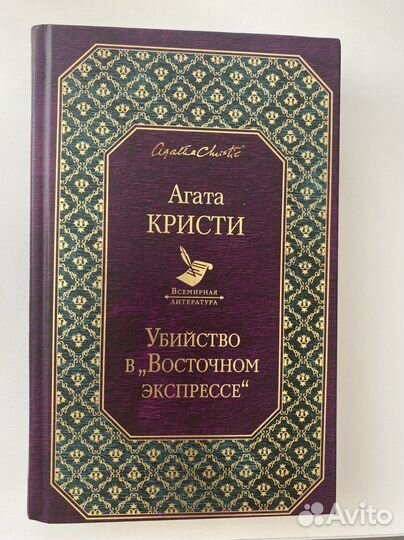 Agatha Christie®
Агата
КРИСТИ
ВСЕМИРНАЯ
ЛИТЕРАТУРА
УБИЙСТВО
В „ВОСТОЧНОМ
ЭКСПРЕССЕ“
Avito